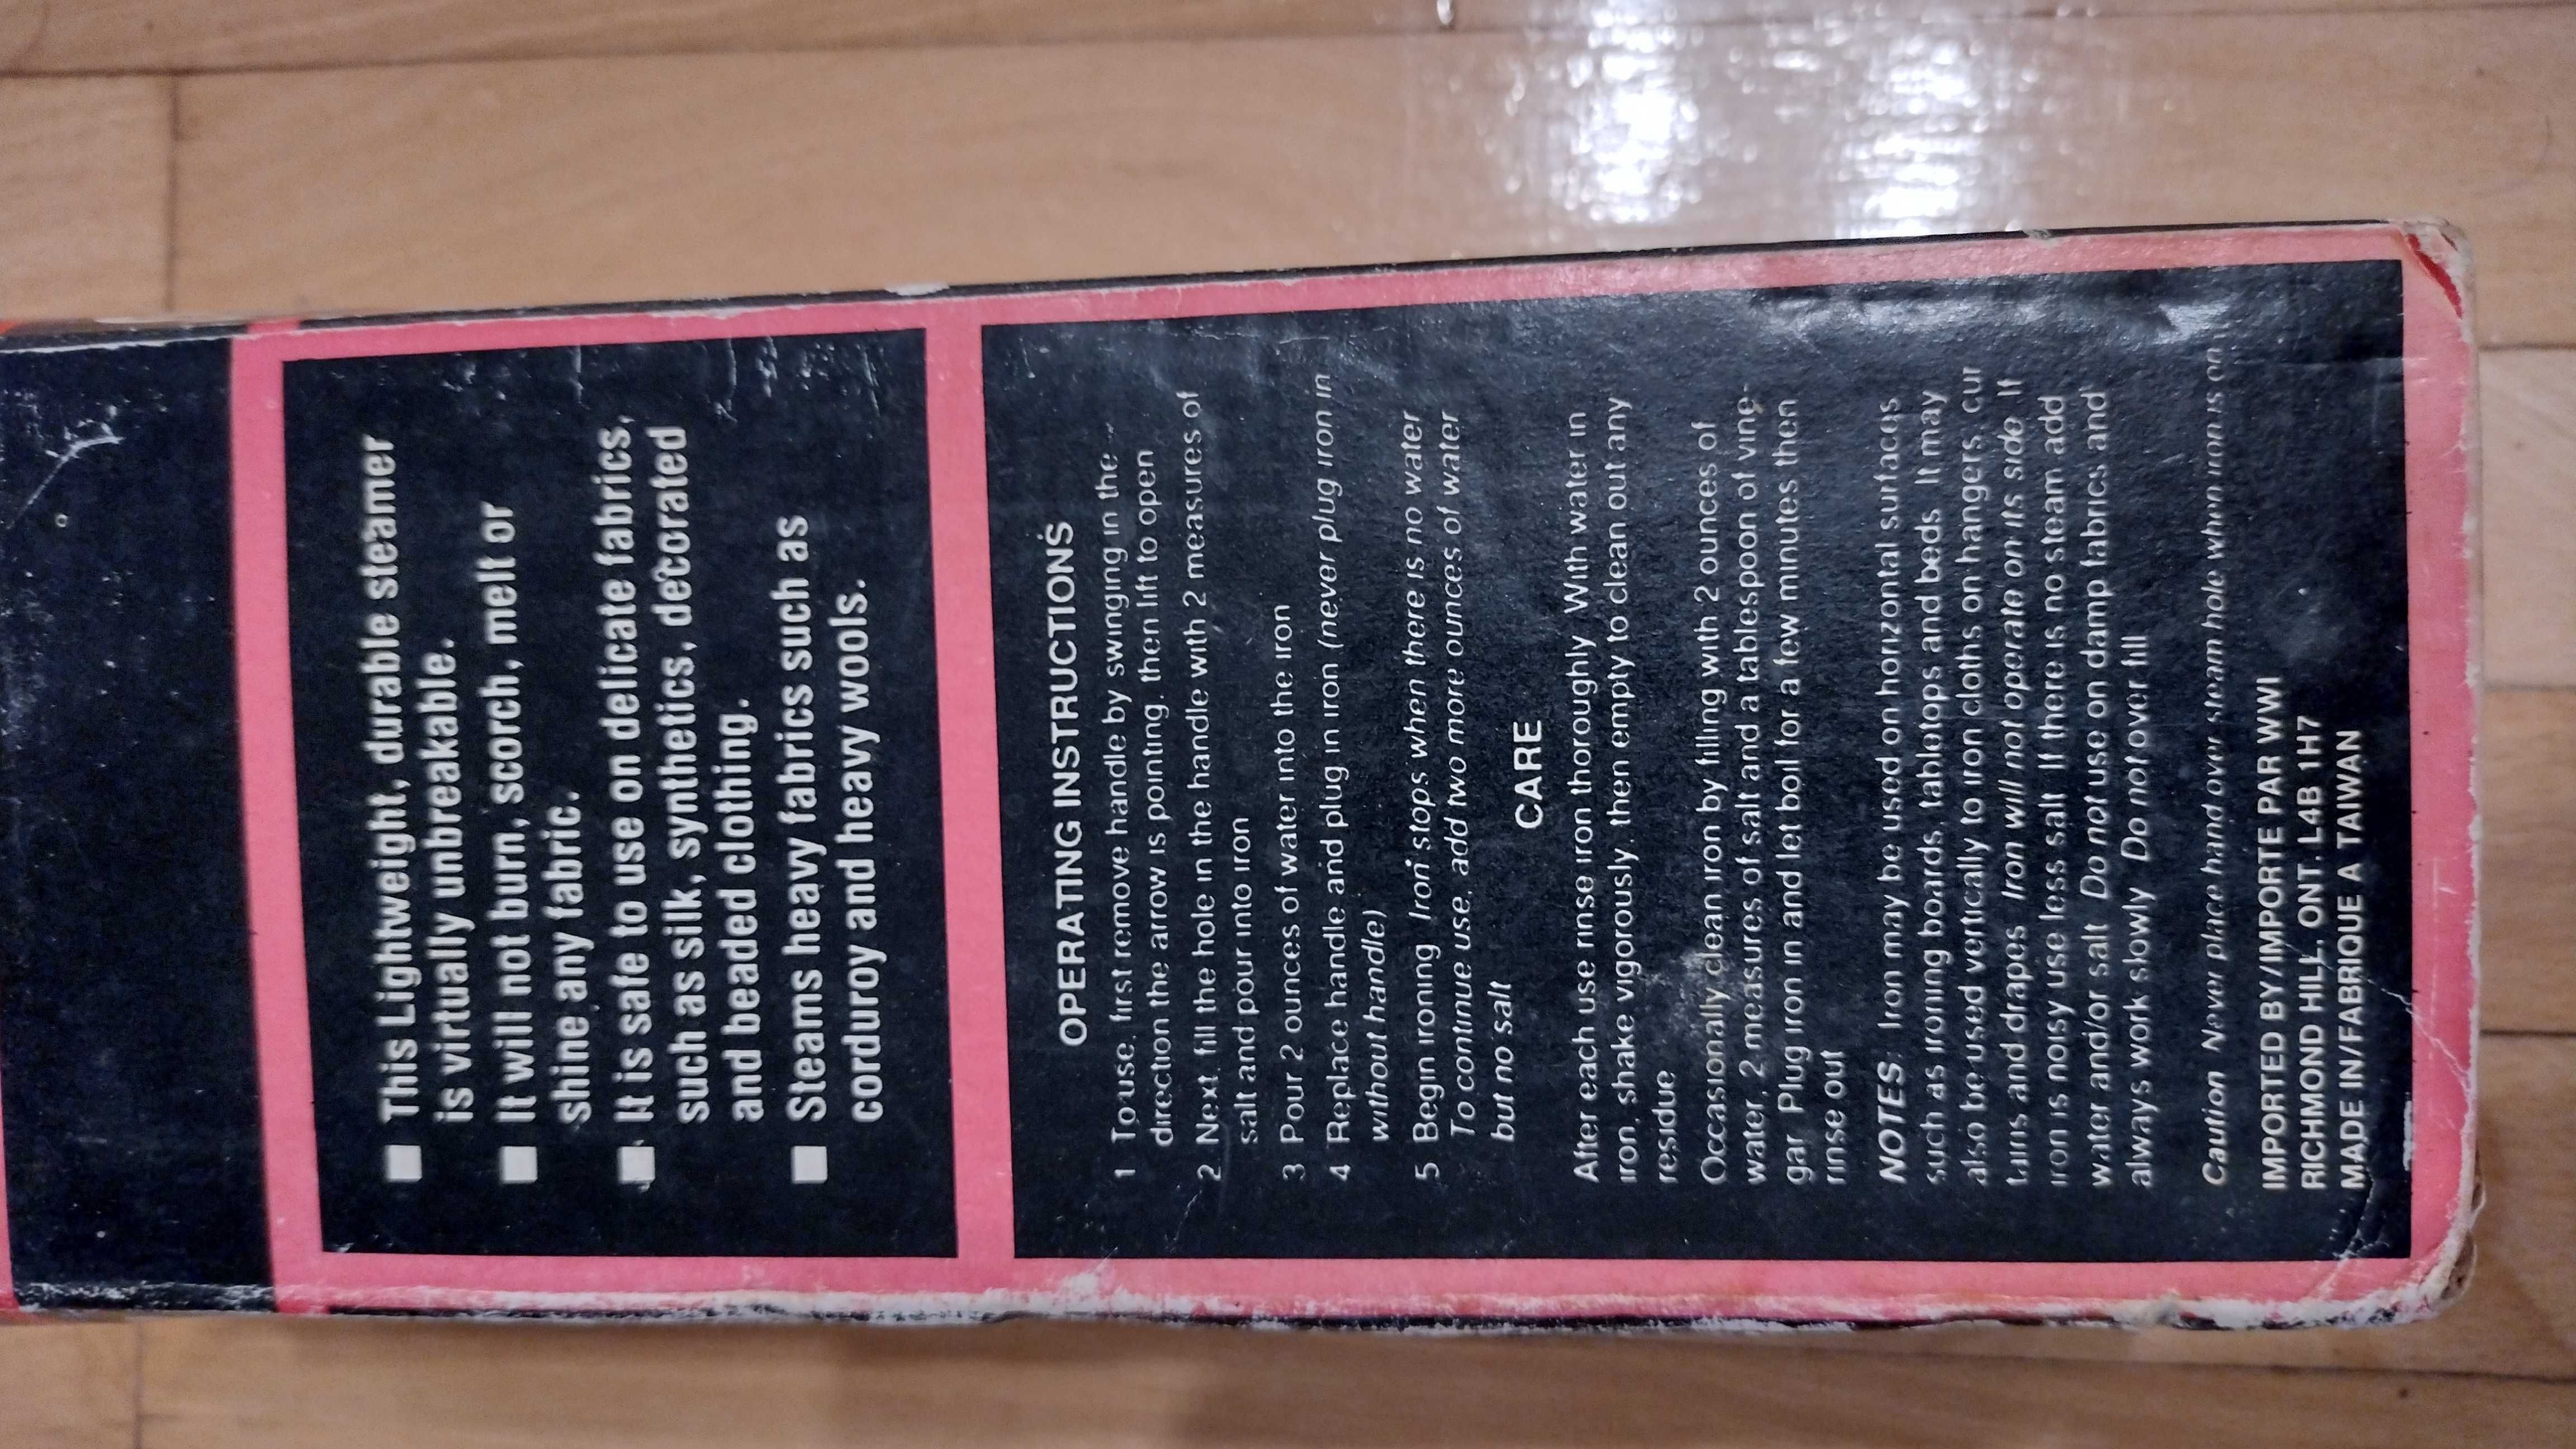 This Lightweight, durable steamer
is virtually unbreakable.
It will not burn, scorch, melt or
shine any fabric.
It is safe to use on delicate fabrics,
such as silk, synthetics, decorated
and beaded clothing.
Steams heavy fabrics such as
corduroy and heavy wools.
OPERATING INSTRUCTIONS
1 To use, first remove handle by swinging in the
direction the arrow is pointing, then lift to open
2 Next, fill the hole in the handle with 2 measures of
salt and pour into iron
3 Pour 2 ounces of water into the iron
4 Replace handle and plug in iron (never plug iron in
without handle)
5 Begin ironing Iron stops when there is no water
To continue use, add two more ounces of water
but no salt
CARE
After each use rinse iron thoroughly With water in
iron, shake vigorously, then empty to clean out any
residue
Occasionally clean iron by filling with 2 ounces of
water, 2 measures of salt and a tablespoon of vine-
gar Plug iron in and let boil for a few minutes then
rinse out
NOTES: Iron may be used on horizontal surfaces
such as ironing boards, tabletops and beds It may
also be used vertically to iron cloths on hangers, cur
tains and drapes Iron will not operate on its side If
iron is noisy use less salt If there is no steam add
water and/or salt Do not use on damp fabrics and
always work slowly Do not over fill
Caution Never place hand over steam hole when iron is on
IMPORTED BY/IMPORTE PAR WWI
RICHMOND HILL, ONT. L4B 1H7
MADE IN/FABRIQUE A TAIWAN